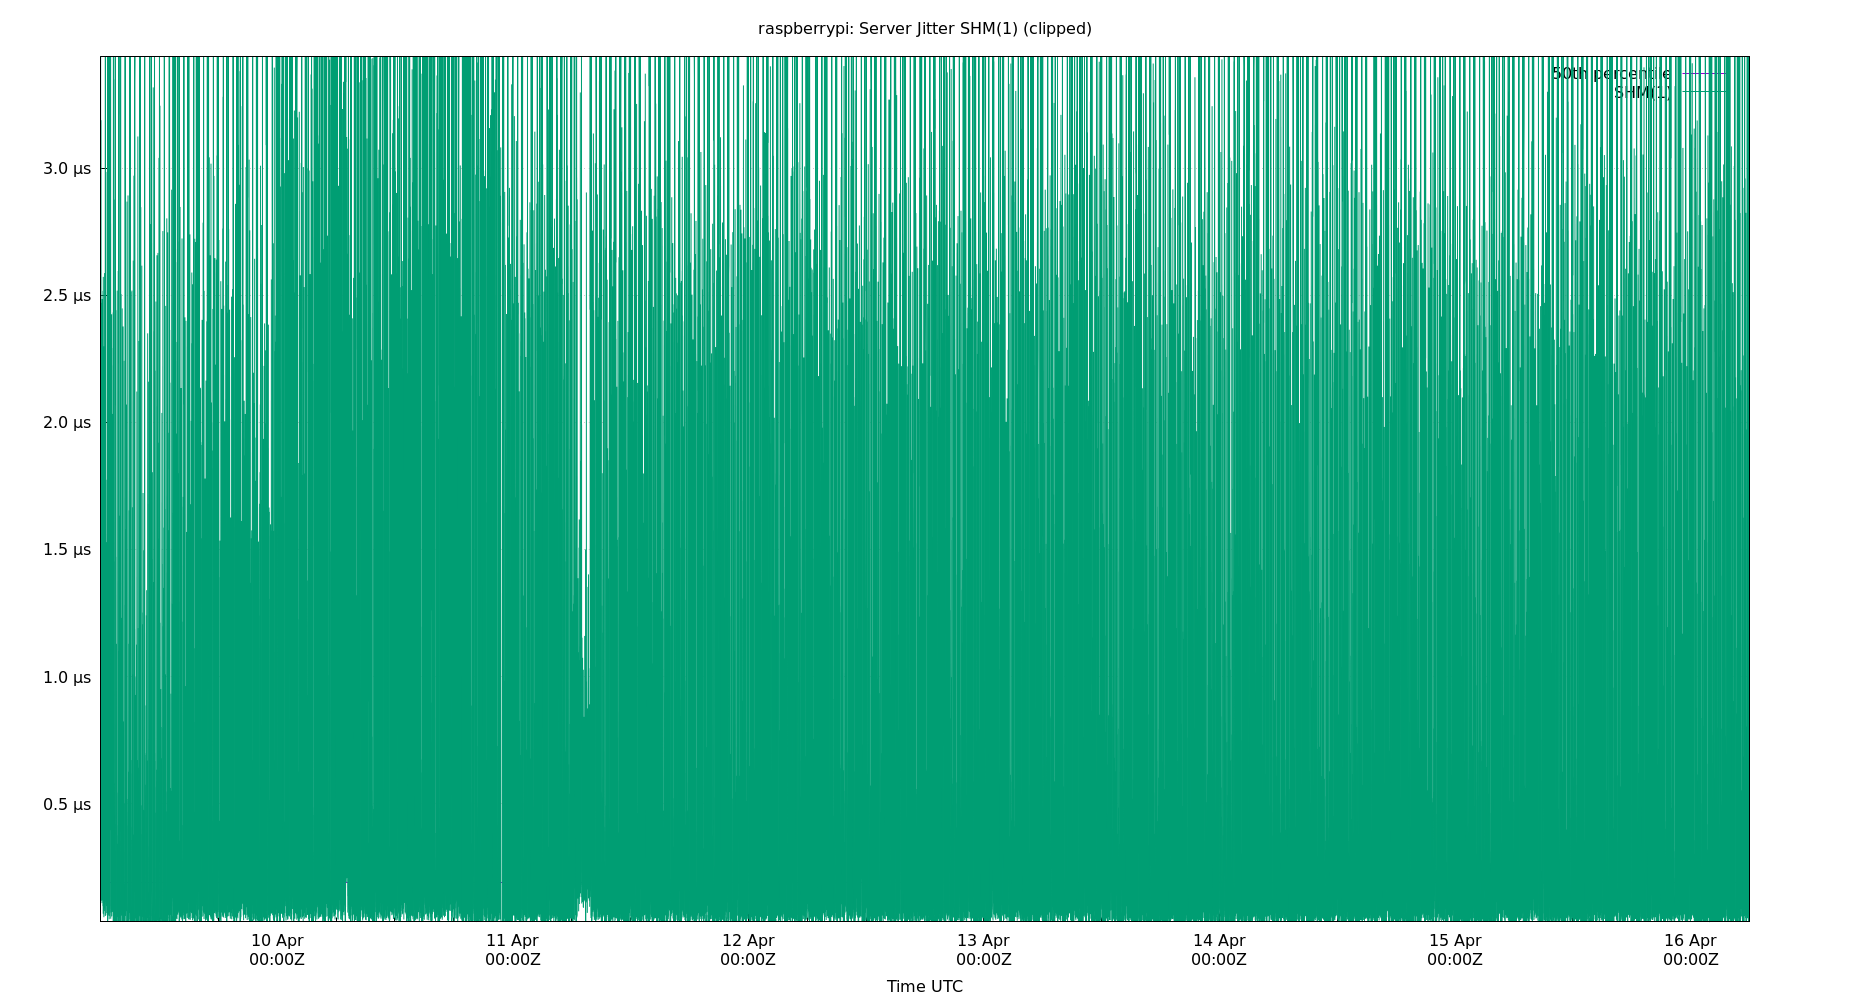 raspberrypi: Server Jitter SHM(1) (clipped)
50th percentile
SHM(1)
3.0 µs
2.5 µs
2.0 µs
1.5 µs
1.0 µs
0.5 µs
10 Apr 11 Apr 12 Apr 13 Apr 14 Apr 15 Apr 16 Apr
00:00Z 00:00Z 00:00Z 00:00Z 00:00Z 00:00Z 00:00Z
Time UTC